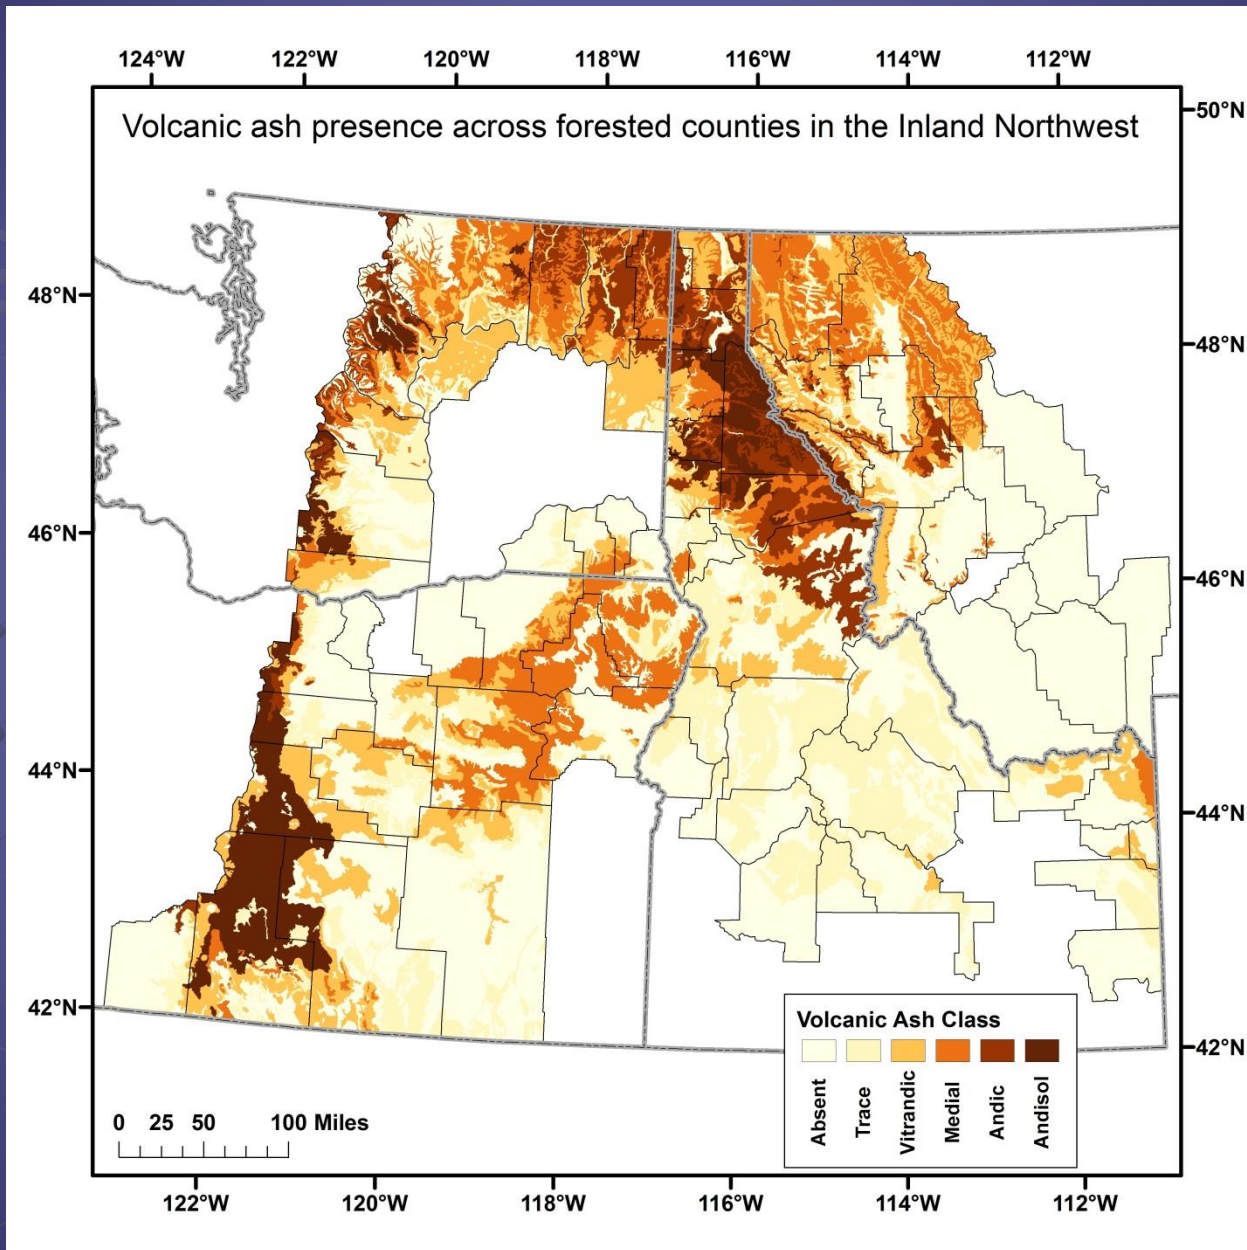 124°W 122°W 120°W 118°W 116°W 114°W 112°W
50°N
Volcanic ash presence across forested counties in the Inland Northwest
48°N 48°N
46°N 46°N
44°N 44°N
42°N 42°N
Volcanic Ash Class
Absent Trace Vitrandic Medial Andic Andisol
0 25 50 100 Miles
122°W 120°W 118°W 116°W 114°W 112°W